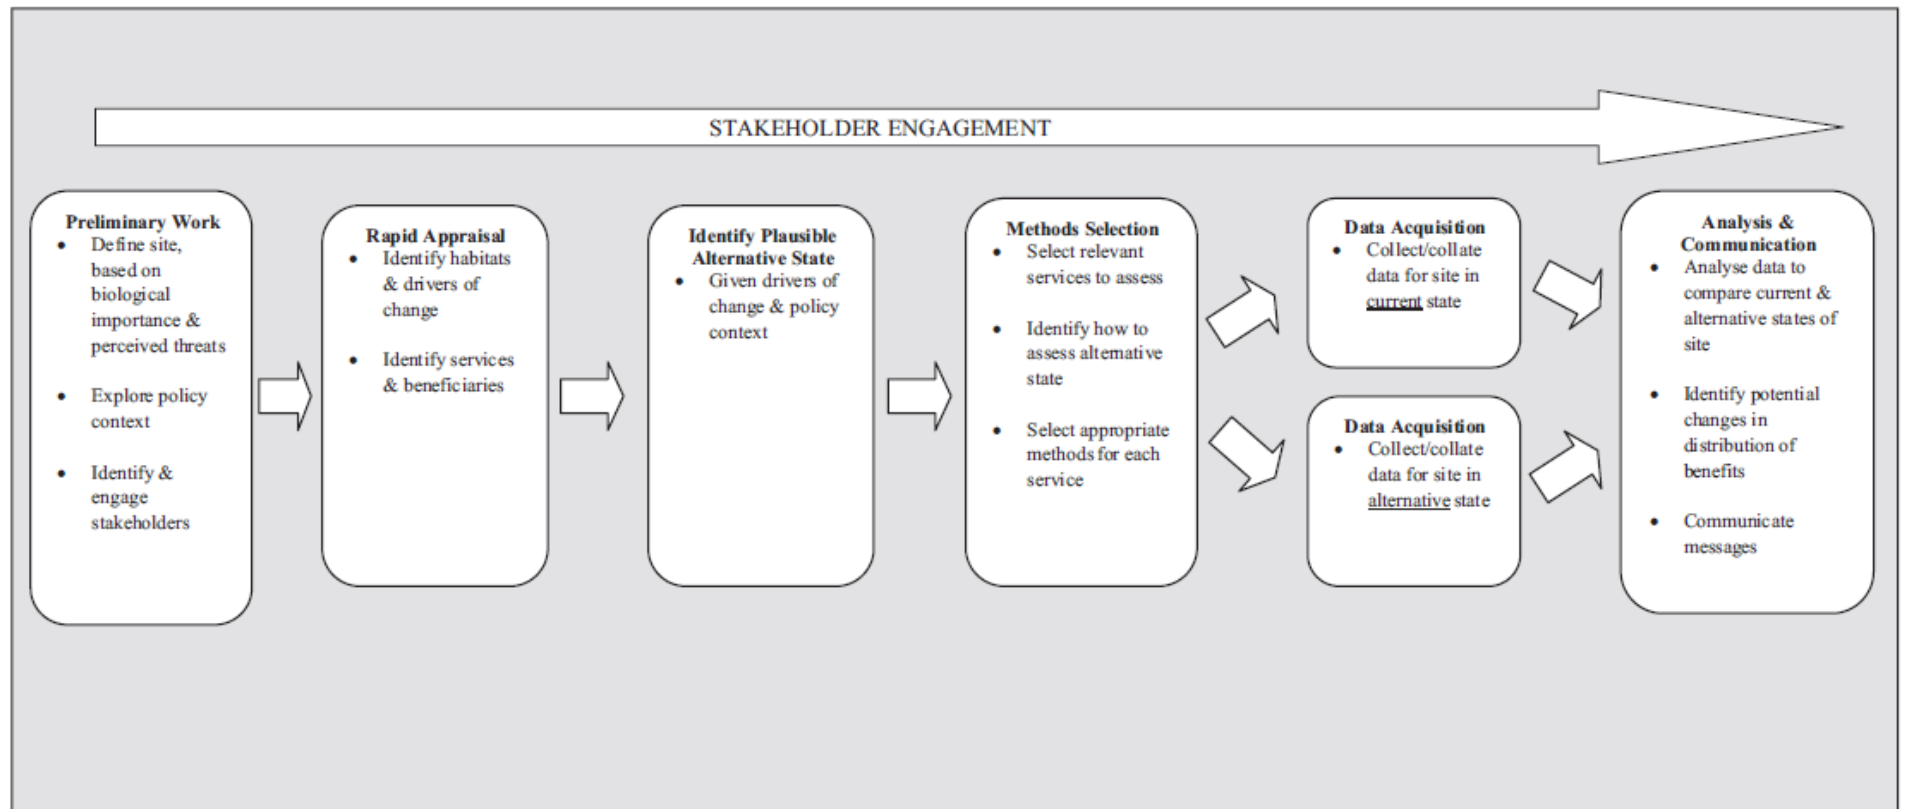 STAKEHOLDER ENGAGEMENT
Preliminary Work
• Define site,
based on
biological
importance &
perceived threats
• Explore policy
context
• Identify &
engage
stakeholders
Rapid Appraisal
• Identify habitats
& drivers of
change
• Identify services
& beneficiaries
Identify Plausible
Alternative State
• Given drivers of
change & policy
context
Methods Selection
• Select relevant
services to assess
• Identify how to
assess alternative
state
• Select appropriate
methods for each
service
Data Acquisition
• Collect/collate
data for site in
current state
Data Acquisition
• Collect/collate
data for site in
alternative state
Analysis &
Communication
• Analyse data to
compare current &
alternative states of
site
• Identify potential
changes in
distribution of
benefits
• Communicate
messages